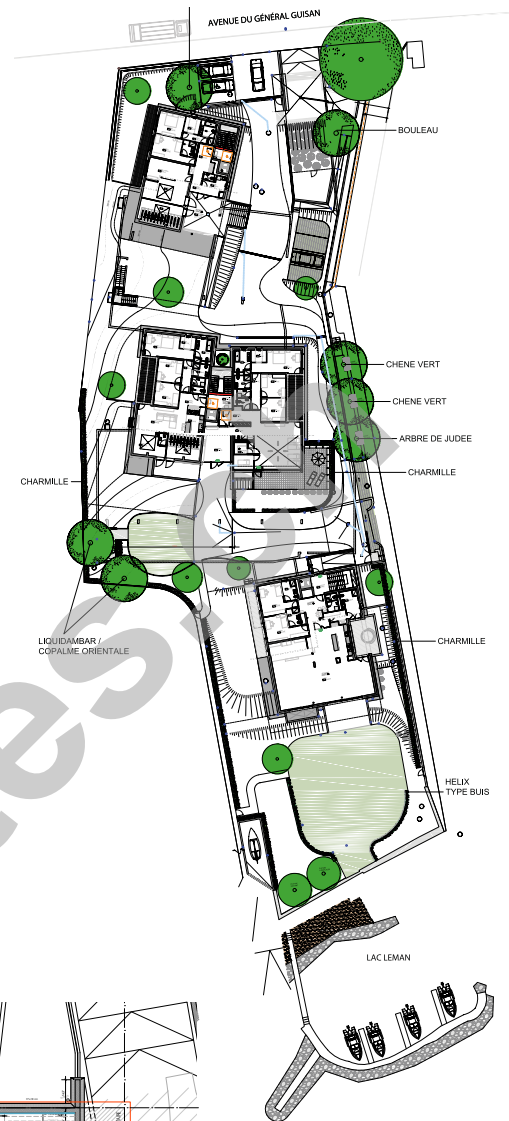 AVENUE DU GÉNÉRAL GUISAN
BOULEAU
CHENE VERT
CHENE VERT
ARBRE DE JUDEE
CHARMILLE
CHARMILLE
LIQUIDAMBAR /
COPALME ORIENTALE
CHARMILLE
HELIX
TYPE BUIS
LAC LEMAN